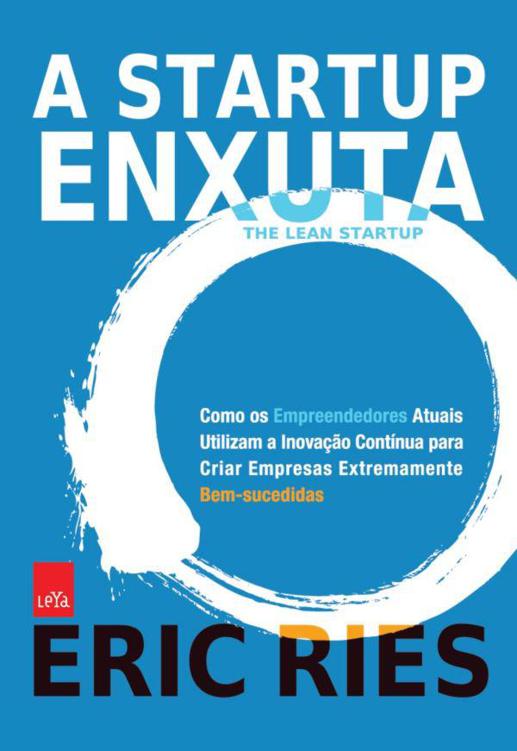 A STARTUP
ENXUTA
THE LEAN STARTUP
Como os Empreendedores Atuais
Utilizam a Inovação Contínua para
Criar Empresas Extremamente
Bem-sucedidas
LeYa
ERIC RIES